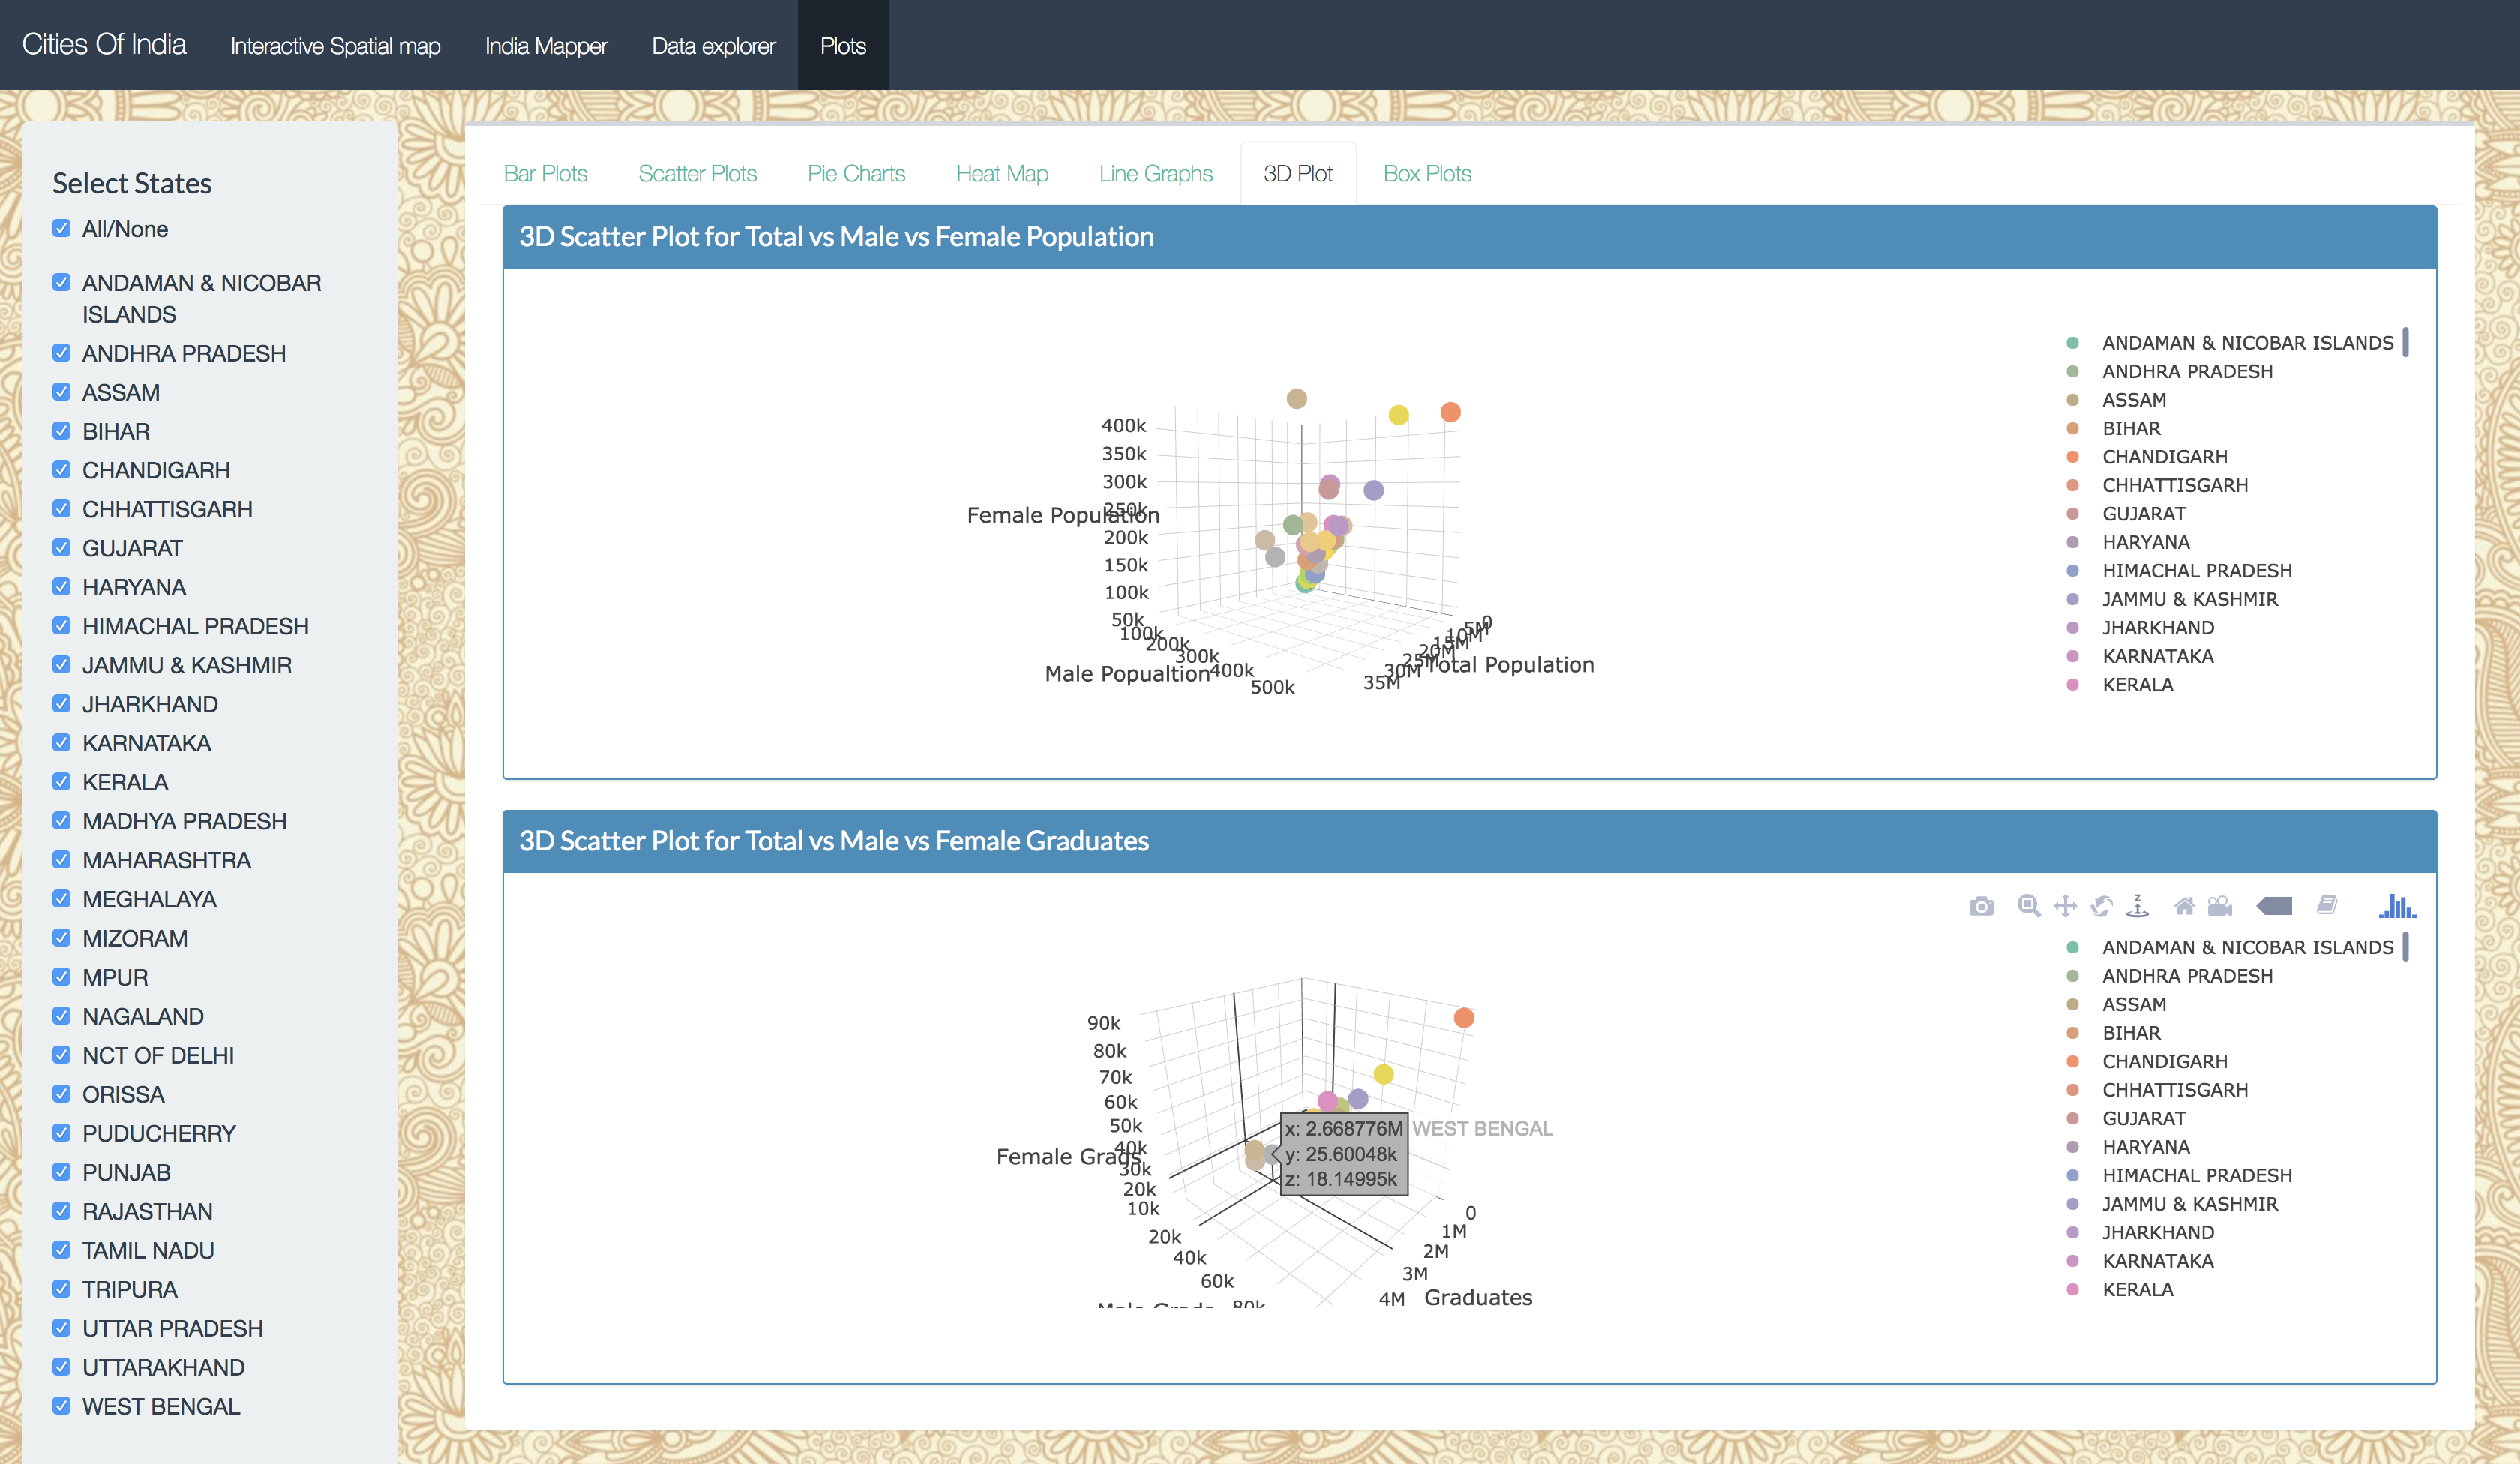 Cities Of India
Interactive Spatial map
India Mapper
Data explorer
Plots
Select States
All/None
ANDAMAN & NICOBAR
ISLANDS
ANDHRA PRADESH
ASSAM
BIHAR
CHANDIGARH
CHHATTISGARH
GUJARAT
HARYANA
HIMACHAL PRADESH
JAMMU & KASHMIR
JHARKHAND
KARNATAKA
KERALA
MADHYA PRADESH
MAHARASHTRA
MEGHALAYA
MIZORAM
MPUR
NAGALAND
NCT OF DELHI
ORISSA
PUDUCHERRY
PUNJAB
RAJASTHAN
TAMIL NADU
TRIPURA
UTTAR PRADESH
UTTARAKHAND
WEST BENGAL
Bar Plots
Scatter Plots
Pie Charts
Heat Map
Line Graphs
3D Plot
Box Plots
3D Scatter Plot for Total vs Male vs Female Population
400k
350k
300k
250k
200k
150k
100k
50k
Female Population
100k
200k
300k
400k
500k
Male Popualtion
0
5M
10M
15M
20M
25M
30M
35M
Total Population
ANDAMAN & NICOBAR ISLANDS
ANDHRA PRADESH
ASSAM
BIHAR
CHANDIGARH
CHHATTISGARH
GUJARAT
HARYANA
HIMACHAL PRADESH
JAMMU & KASHMIR
JHARKHAND
KARNATAKA
KERALA
3D Scatter Plot for Total vs Male vs Female Graduates
90k
80k
70k
60k
50k
40k
30k
20k
10k
Female Grads
20k
40k
60k
80k
Male Grads
0
1M
2M
3M
4M
Graduates
x: 2.668776M
y: 25.60048k
z: 18.14995k
WEST BENGAL
z
ANDAMAN & NICOBAR ISLANDS
ANDHRA PRADESH
ASSAM
BIHAR
CHANDIGARH
CHHATTISGARH
GUJARAT
HARYANA
HIMACHAL PRADESH
JAMMU & KASHMIR
JHARKHAND
KARNATAKA
KERALA